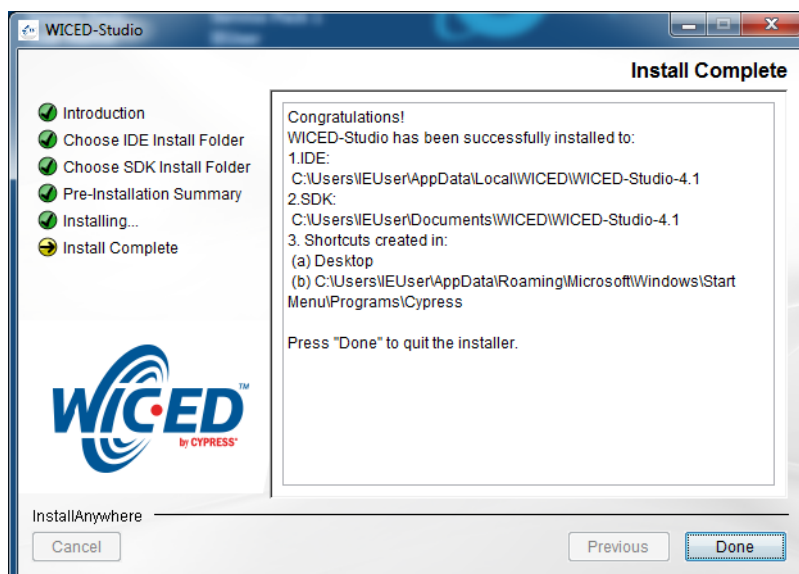 WICED-Studio
Install Complete
Introduction
Choose IDE Install Folder
Choose SDK Install Folder
Pre-Installation Summary
Installing...
Install Complete
Congratulations!
WICED-Studio has been successfully installed to:
1.IDE:
C:\Users\IEUser\AppData\Local\WICED\WICED-Studio-4.1
2.SDK:
C:\Users\IEUser\Documents\WICED\WICED-Studio-4.1
3. Shortcuts created in:
(a) Desktop
(b) C:\Users\IEUser\AppData\Roaming\Microsoft\Windows\Start
Menu\Programs\Cypress
Press "Done" to quit the installer.
WICED™
by CYPRESS
InstallAnywhere
Cancel
Previous
Done